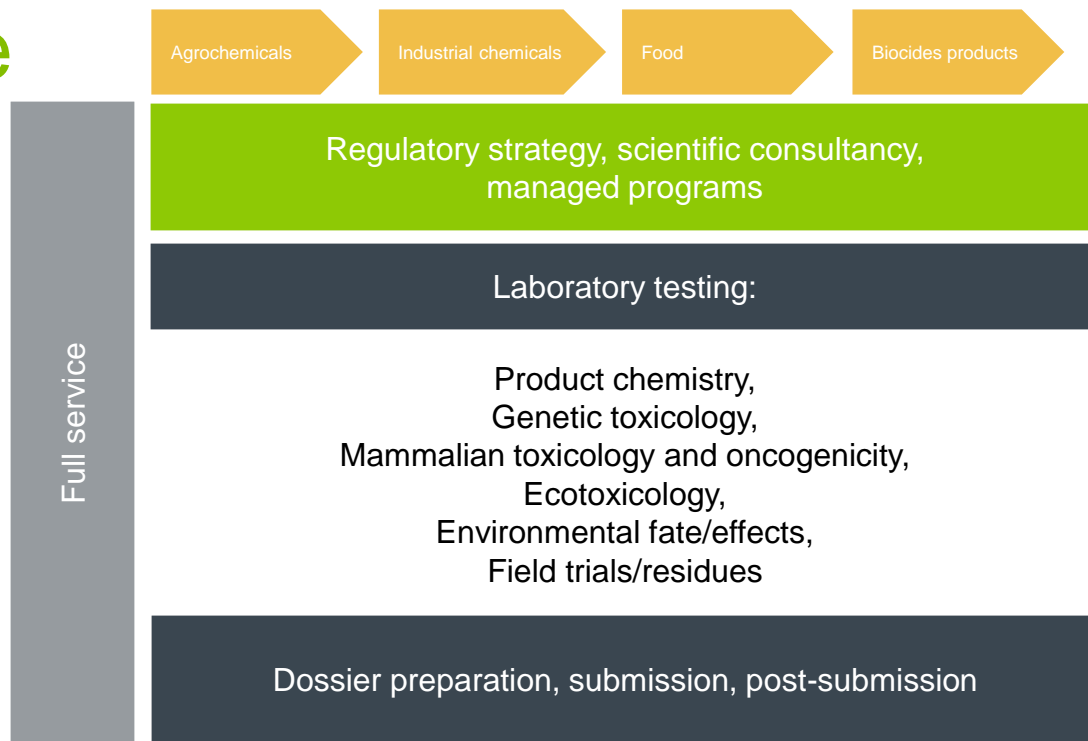 e
Agrochemicals
Industrial chemicals
Food
Biocides products
Full service
Regulatory strategy, scientific consultancy,
managed programs
Laboratory testing:
Product chemistry,
Genetic toxicology,
Mammalian toxicology and oncogenicity,
Ecotoxicology,
Environmental fate/effects,
Field trials/residues
Dossier preparation, submission, post-submission